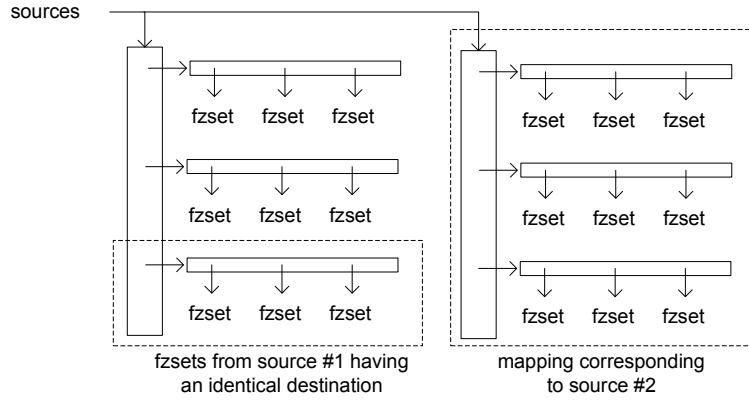 sources
fzset fzset fzset
fzset fzset fzset
fzset fzset fzset
fzset fzset fzset
fzset fzset fzset
fzset fzset fzset
fzsets from source #1 having
an identical destination
mapping corresponding
to source #2